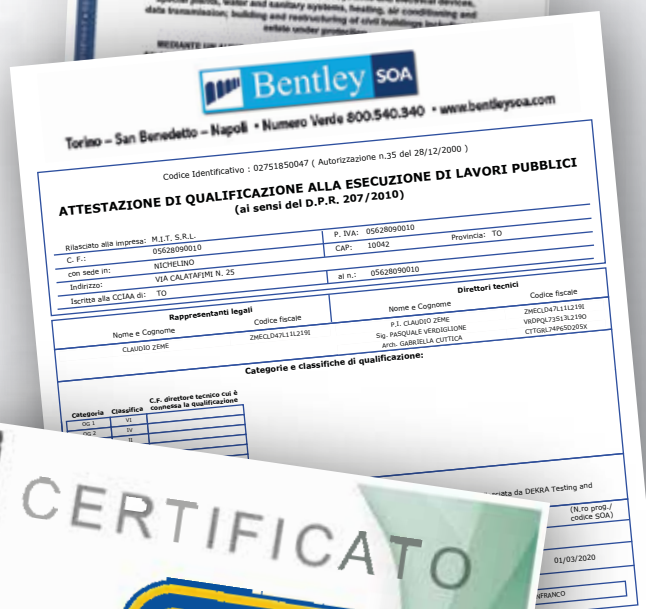 special plants, water and sanitary systems, heating, air conditioning and
data transmission; building and restructuring of civil buildings
estate under
MEDIANTE UN
Bentley SOA
Torino – San Benedetto – Napoli • Numero Verde 800.540.340 • www.bentleysoa.com
Codice Identificativo : 02751850047 ( Autorizzazione n.35 del 28/12/2000 )
ATTESTAZIONE DI QUALIFICAZIONE ALLA ESECUZIONE DI LAVORI PUBBLICI
(ai sensi del D.P.R. 207/2010)
Rilasciato alla impresa: M.I.T. S.R.L.
C. F.: 05628090010 P. IVA: 05628090010
con sede in: NICHELINO CAP: 10042 Provincia: TO
Indirizzo: VIA CALATAFIMI N. 25
Iscritta alla CCIAA di: TO al n.: 05628090010
Rappresentanti legali Direttori tecnici
Nome e Cognome Codice fiscale Nome e Cognome Codice fiscale
CLAUDIO ZEME ZMECLD47L11L219I P.I. CLAUDIO ZEME ZMECLD47L11L219I
Sig. PASQUALE VERDIGLIONE VRDPQL73S13L219O
Arch. GABRIELLA CUTTICA CTTGRL74P65D205X
Categorie e classifiche di qualificazione:
Categoria Classifica C.F. direttore tecnico cui è
connessa la qualificazione
OG 1 VI
OG 2 IV
II
da DEKRA Testing and
(N.ro prog./
codice SOA)
01/03/2020
CERTIFICATO